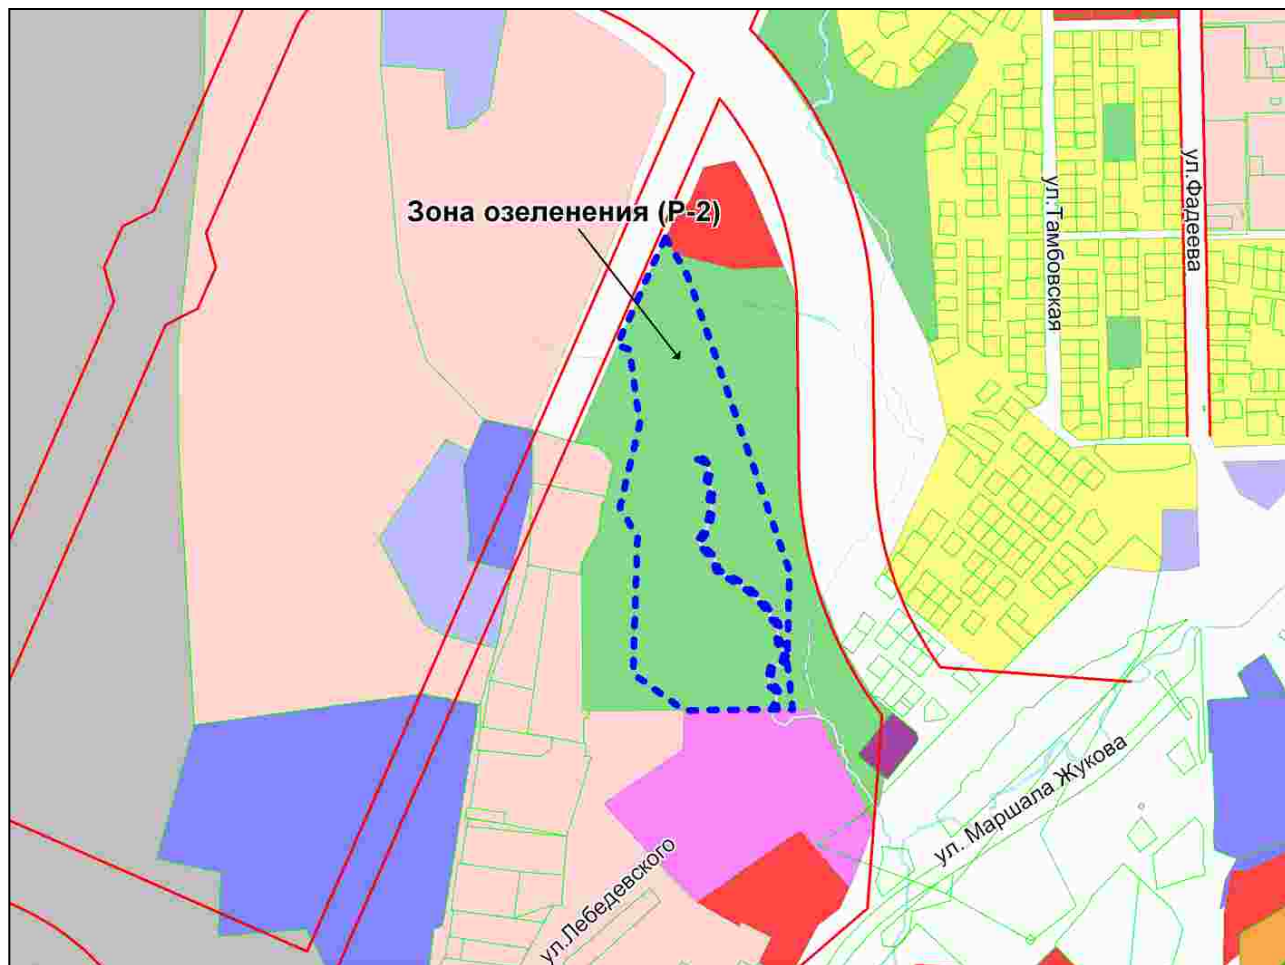 Зона озеленения (Р-2)
ул.Тамбовская
ул.Фадеева
ул. Маршала Жукова
ул.Лебедевского